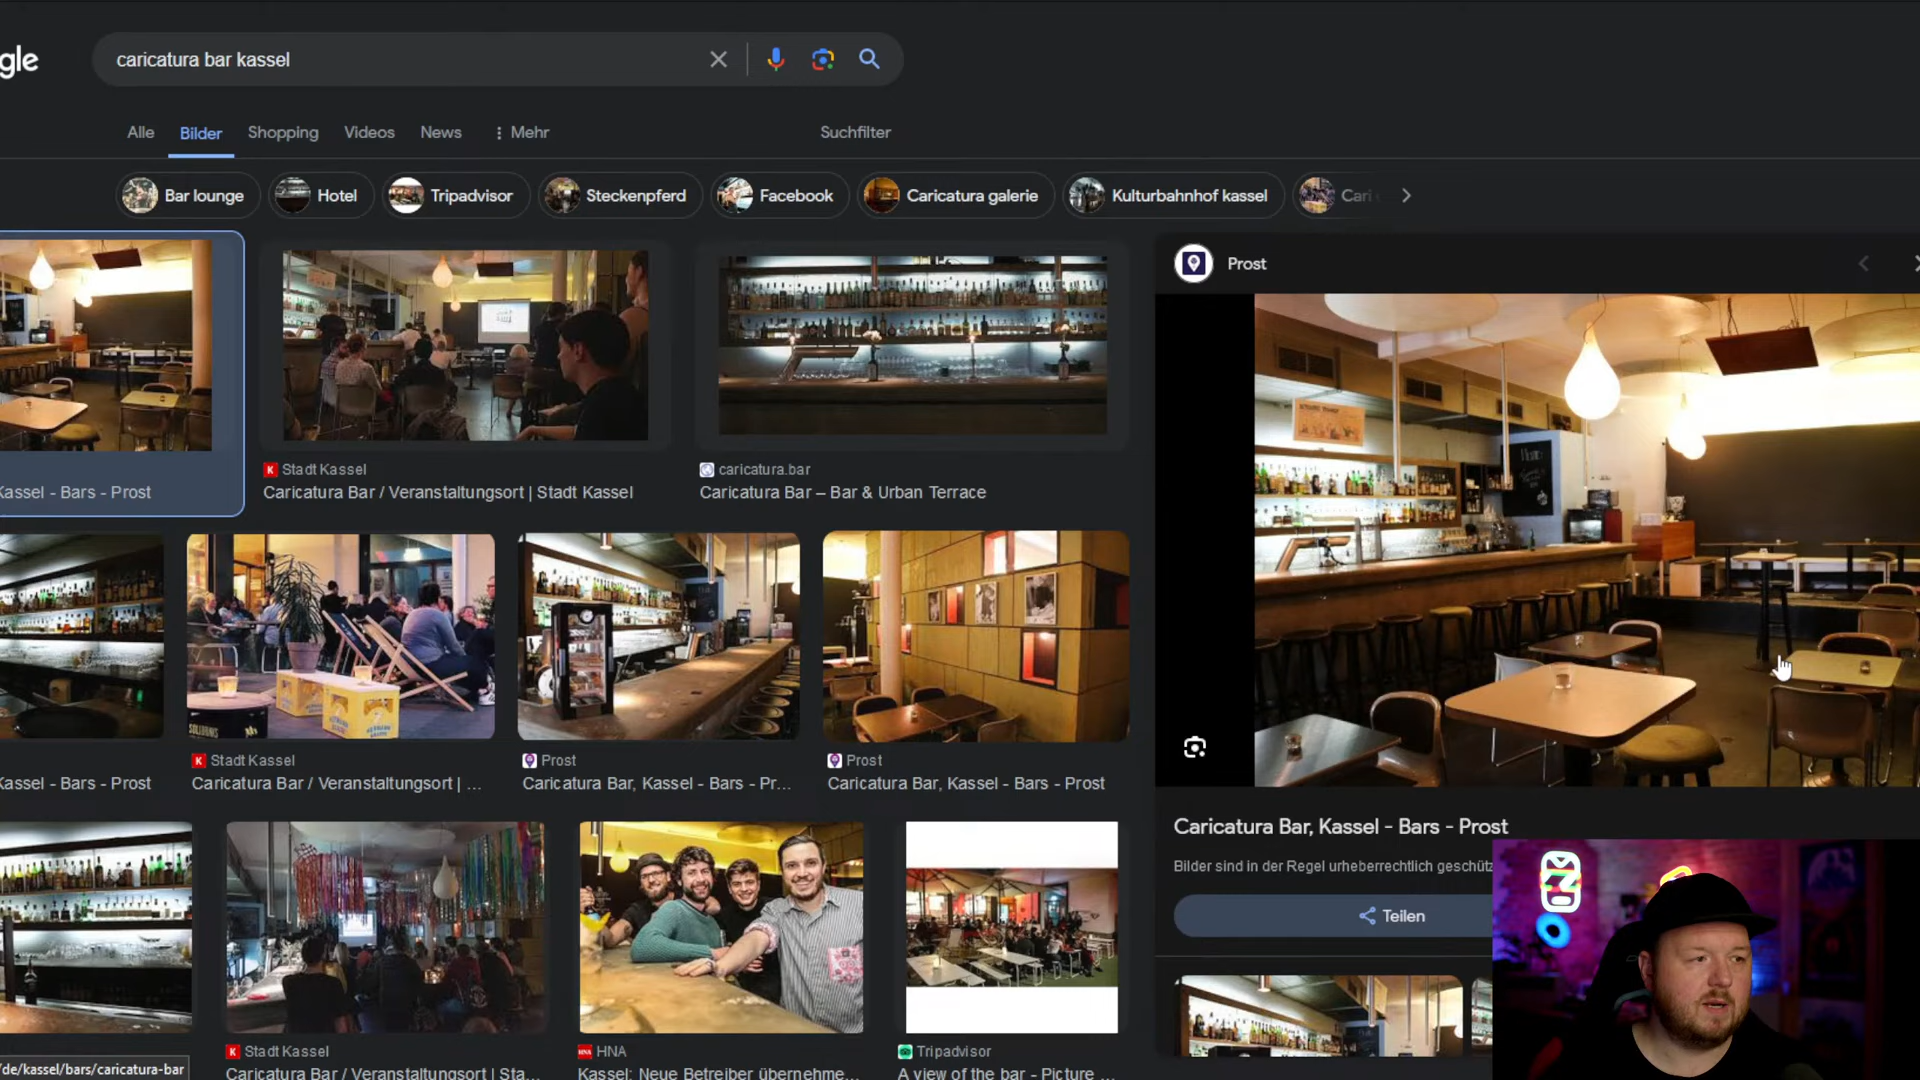 gle
caricatura bar kassel
Alle
Bilder
Shopping
Videos
News
Mehr
Suchfilter
Bar lounge
Hotel
Tripadvisor
Steckenpferd
Facebook
Caricatura galerie
Kulturbahnhof kassel
Cari
Prost
Kassel - Bars - Prost
K Stadt Kassel
Caricatura Bar / Veranstaltungsort | Stadt Kassel
caricatura.bar
Caricatura Bar – Bar & Urban Terrace
Kassel - Bars - Prost
K Stadt Kassel
Caricatura Bar / Veranstaltungsort | ...
Prost
Caricatura Bar, Kassel - Bars - Pr...
Prost
Caricatura Bar, Kassel - Bars - Prost
Caricatura Bar, Kassel - Bars - Prost
Bilder sind in der Regel urheberrechtlich geschütz
Teilen
K Stadt Kassel
Caricatura Bar / Veranstaltungsort | Sta...
HNA HNA
Kassel: Neue Betreiber übernehme...
Tripadvisor
A view of the bar - Picture ...
/de/kassel/bars/caricatura-bar